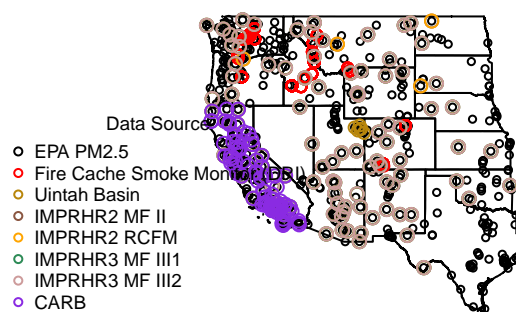 Data Source
EPA PM2.5
Fire Cache Smoke Monitor (DRI)
Uintah Basin
IMPRHR2 MF II
IMPRHR2 RCFM
IMPRHR3 MF III1
IMPRHR3 MF III2
CARB